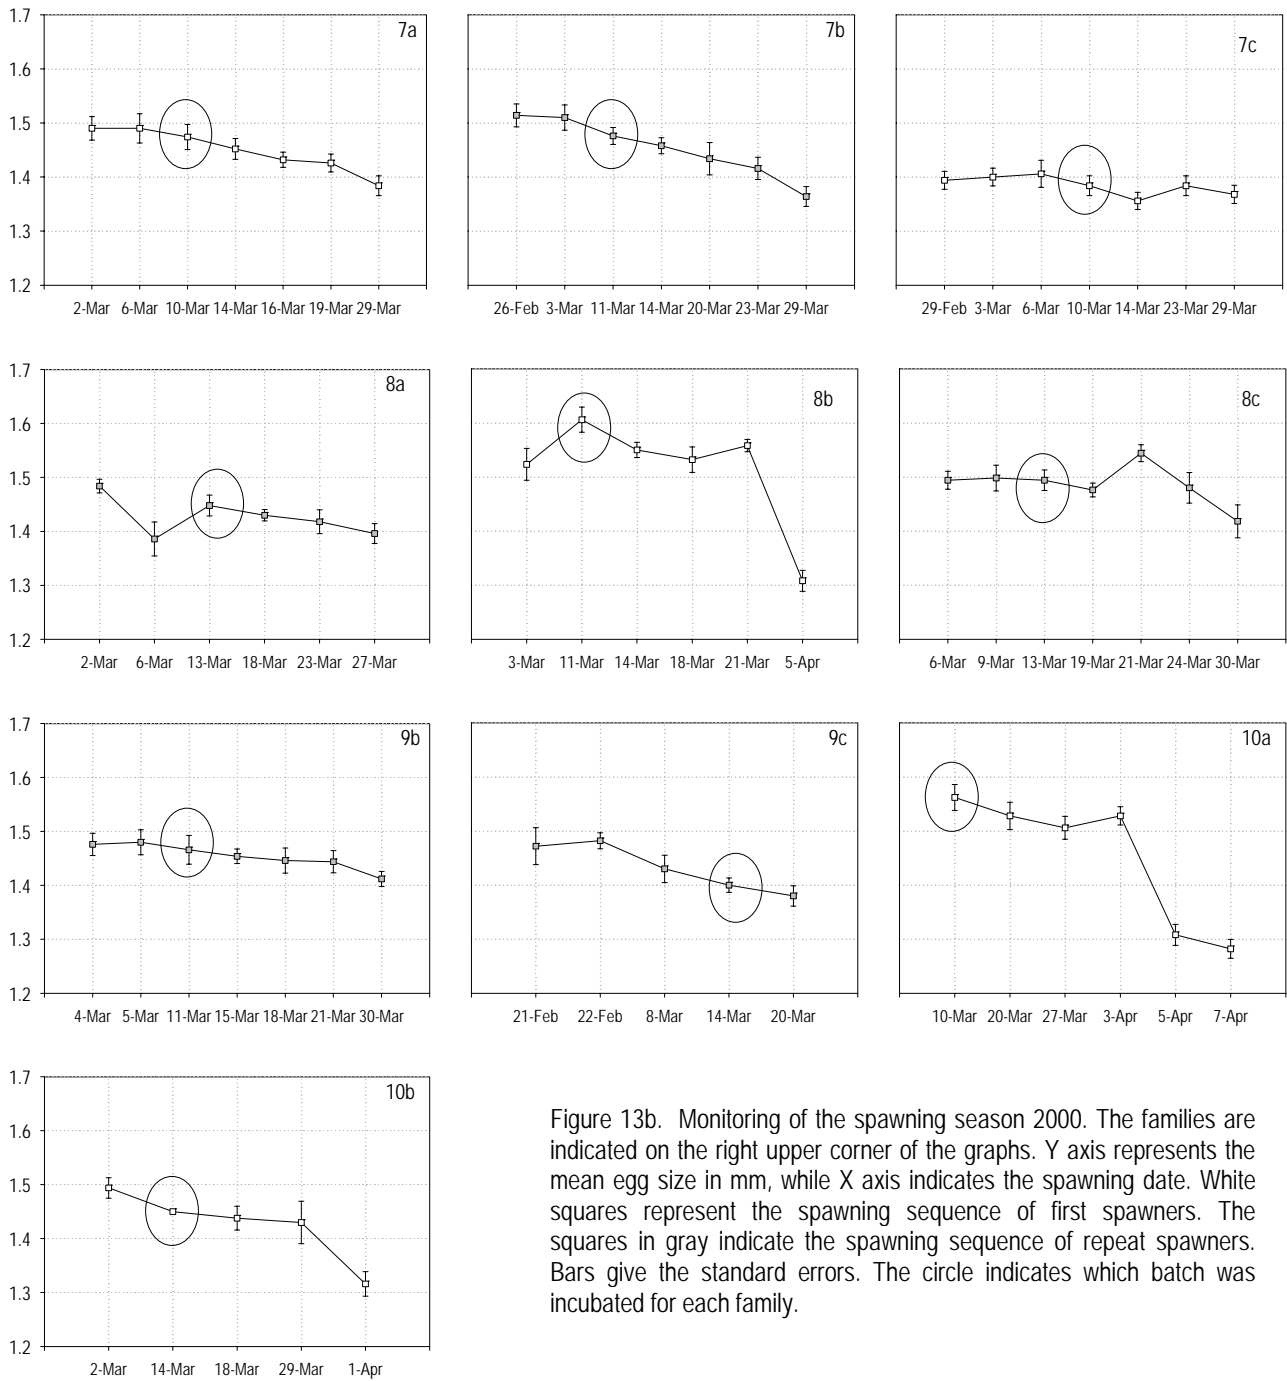 1.7
1.6
1.5
1.4
1.3
1.2
7a
2-Mar 6-Mar 10-Mar 14-Mar 16-Mar 19-Mar 29-Mar
7b
26-Feb 3-Mar 11-Mar 14-Mar 20-Mar 23-Mar 29-Mar
7c
29-Feb 3-Mar 6-Mar 10-Mar 14-Mar 23-Mar 29-Mar
1.7
1.6
1.5
1.4
1.3
1.2
8a
2-Mar 6-Mar 13-Mar 18-Mar 23-Mar 27-Mar
8b
3-Mar 11-Mar 14-Mar 18-Mar 21-Mar 5-Apr
8c
6-Mar 9-Mar 13-Mar 19-Mar 21-Mar 24-Mar 30-Mar
1.7
1.6
1.5
1.4
1.3
1.2
9b
4-Mar 5-Mar 11-Mar 15-Mar 18-Mar 21-Mar 30-Mar
9c
21-Feb 22-Feb 8-Mar 14-Mar 20-Mar
10a
10-Mar 20-Mar 27-Mar 3-Apr 5-Apr 7-Apr
1.7
1.6
1.5
1.4
1.3
1.2
10b
2-Mar 14-Mar 18-Mar 29-Mar 1-Apr
Figure 13b. Monitoring of the spawning season 2000. The families are
indicated on the right upper corner of the graphs. Y axis represents the
mean egg size in mm, while X axis indicates the spawning date. White
squares represent the spawning sequence of first spawners. The
squares in gray indicate the spawning sequence of repeat spawners.
Bars give the standard errors. The circle indicates which batch was
incubated for each family.